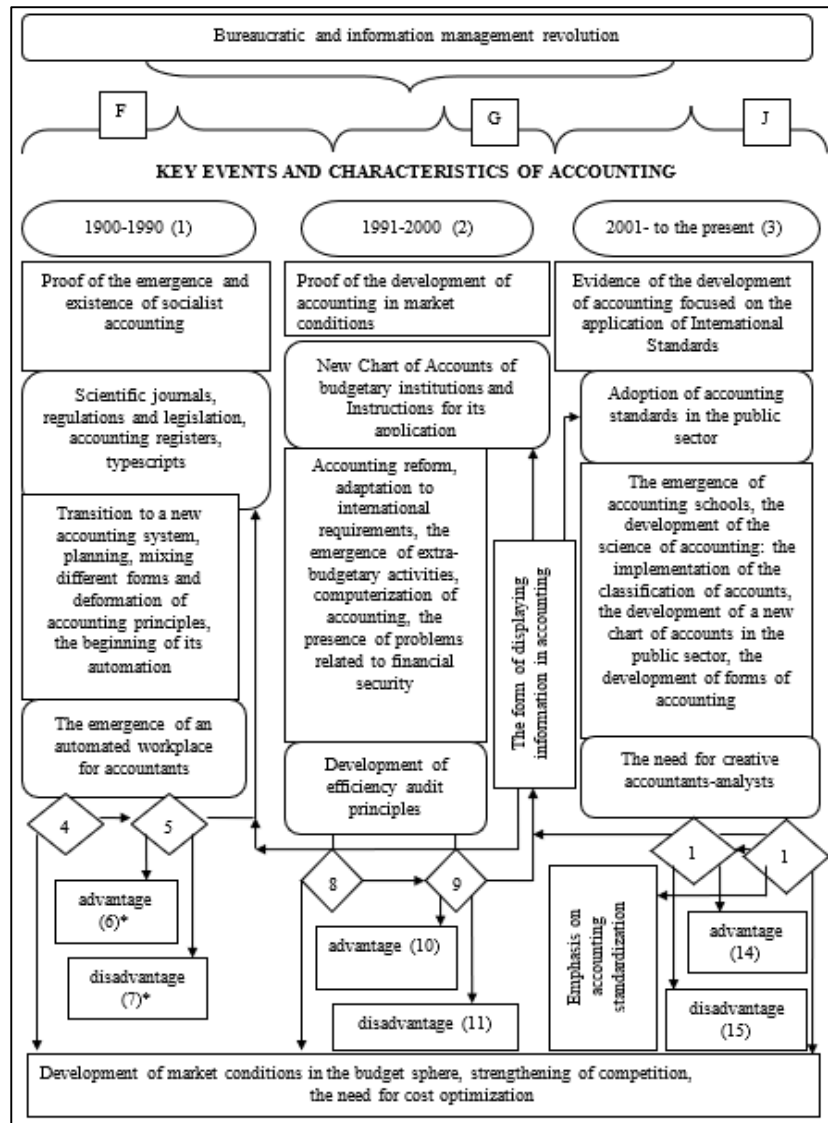 Bureaucratic and information management revolution
F
G
J
KEY EVENTS AND CHARACTERISTICS OF ACCOUNTING
1900-1990 (1)
1991-2000 (2)
2001- to the present (3)
Proof of the emergence and
existence of socialist
accounting
Proof of the development of
accounting in market
conditions
Evidence of the development
of accounting focused on the
application of International
Standards
Scientific journals,
regulations and legislation,
accounting registers,
typescripts
New Chart of Accounts of
budgetary institutions and
Instructions for its
application
Adoption of accounting
standards in the public
sector
Transition to a new
accounting system,
planning, mixing
different forms and
deformation of
accounting principles,
the beginning of its
automation
Accounting reform,
adaptation to
international
requirements, the
emergence of extra-
budgetary activities,
computerization of
accounting, the
presence of problems
related to financial
security
The form of displaying
information in accounting
The emergence of
accounting schools, the
development of the
science of accounting: the
implementation of the
classification of accounts,
the development of a new
chart of accounts in the
public sector, the
development of forms of
accounting
The emergence of an
automated workplace
for accountants
Development of
efficiency audit
principles
The need for creative
accountants-analysts
4
5
8
9
1
1
advantage
(6)*
disadvantage
(7)*
advantage (10)
disadvantage (11)
Emphasis on
accounting
standardization
advantage
(14)
disadvantage
(15)
Development of market conditions in the budget sphere, strengthening of competition,
the need for cost optimization